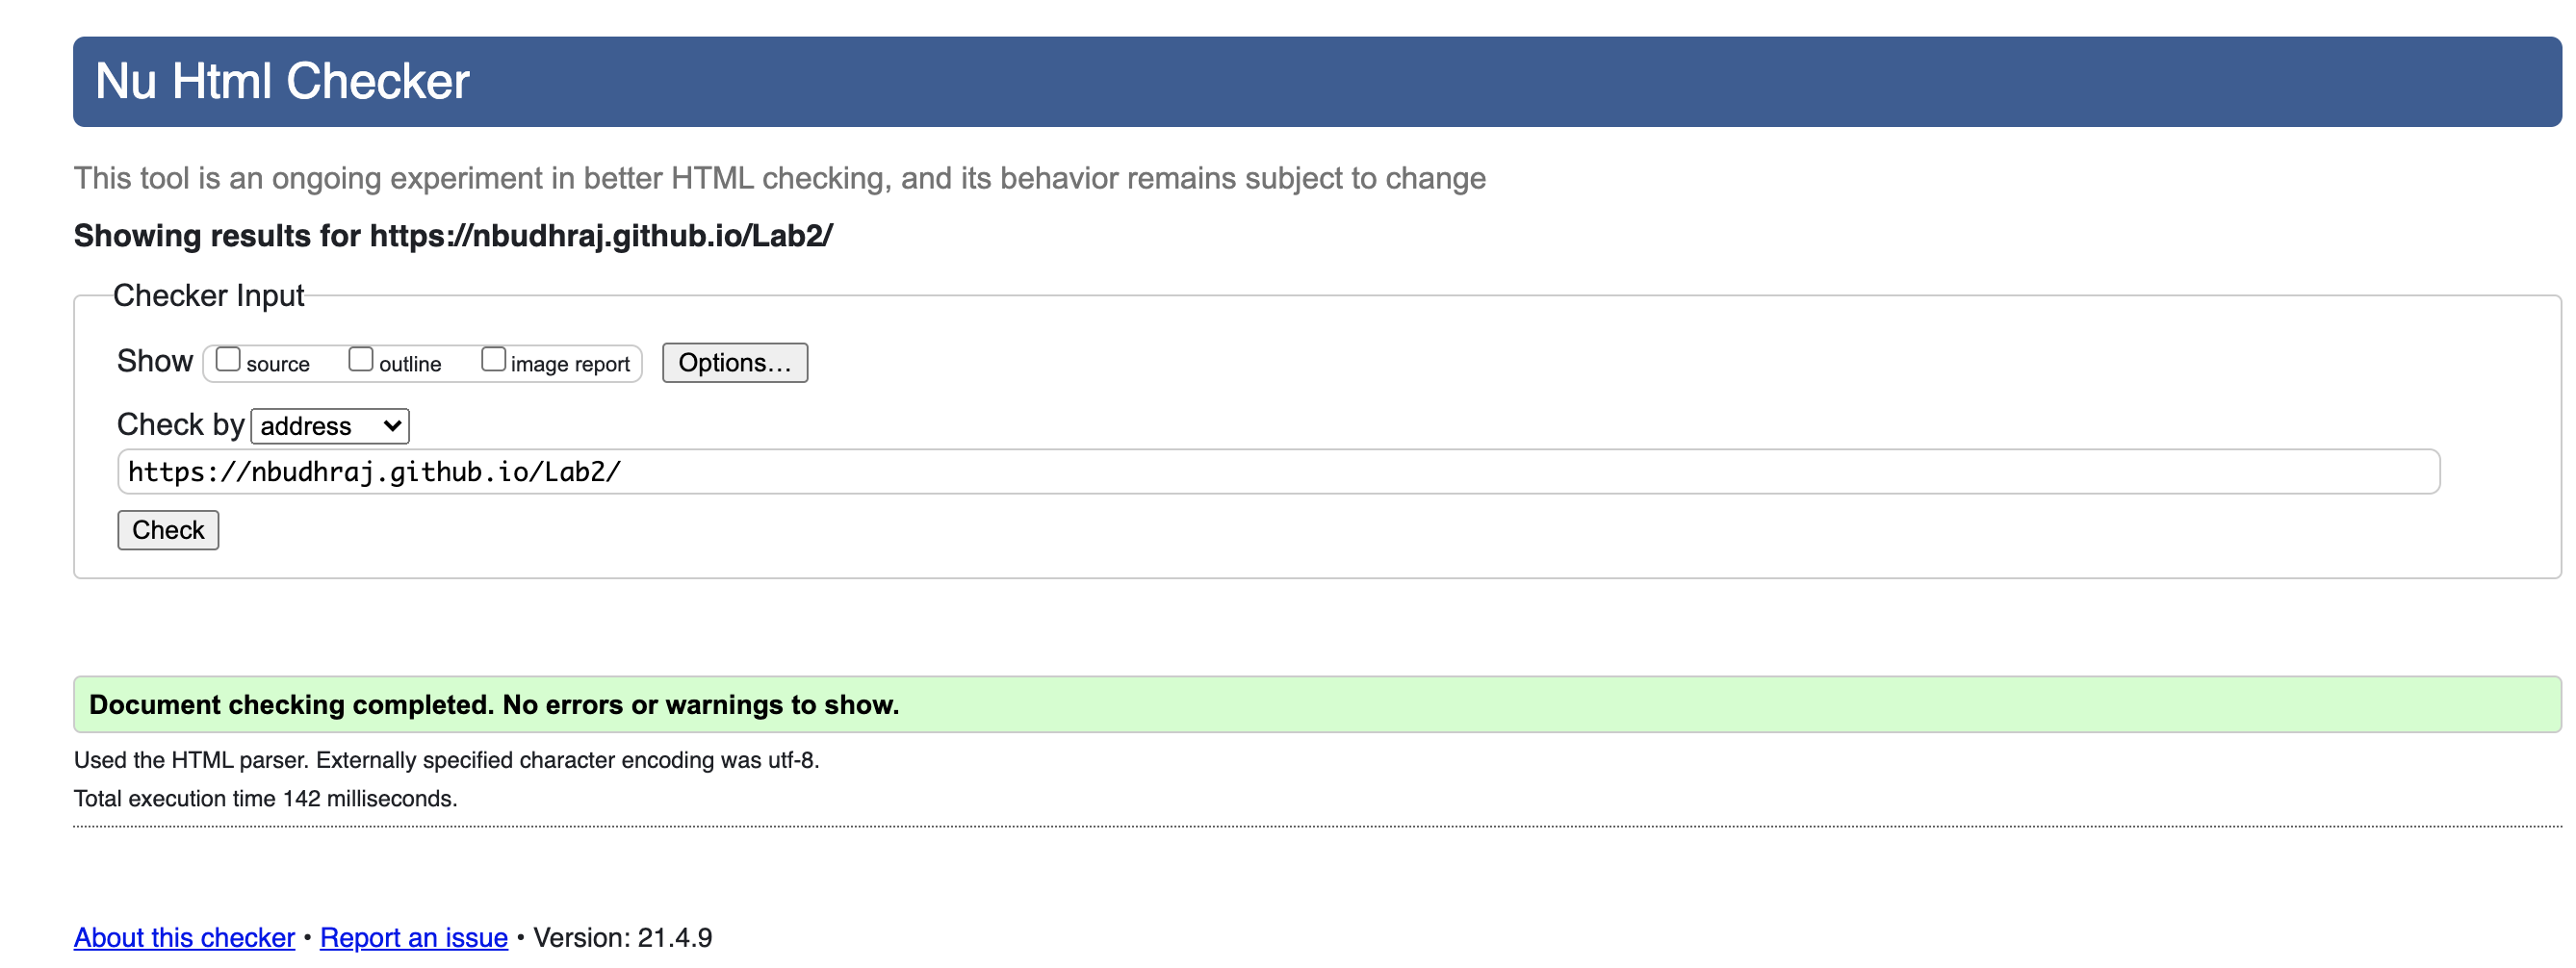 Nu Html Checker
This tool is an ongoing experiment in better HTML checking, and its behavior remains subject to change
Showing results for https://nbudhraj.github.io/Lab2/
Checker Input
Show source outline image report Options...
Check by address
https://nbudhraj.github.io/Lab2/
Check
Document checking completed. No errors or warnings to show.
Used the HTML parser. Externally specified character encoding was utf-8.
Total execution time 142 milliseconds.
About this checker • Report an issue • Version: 21.4.9